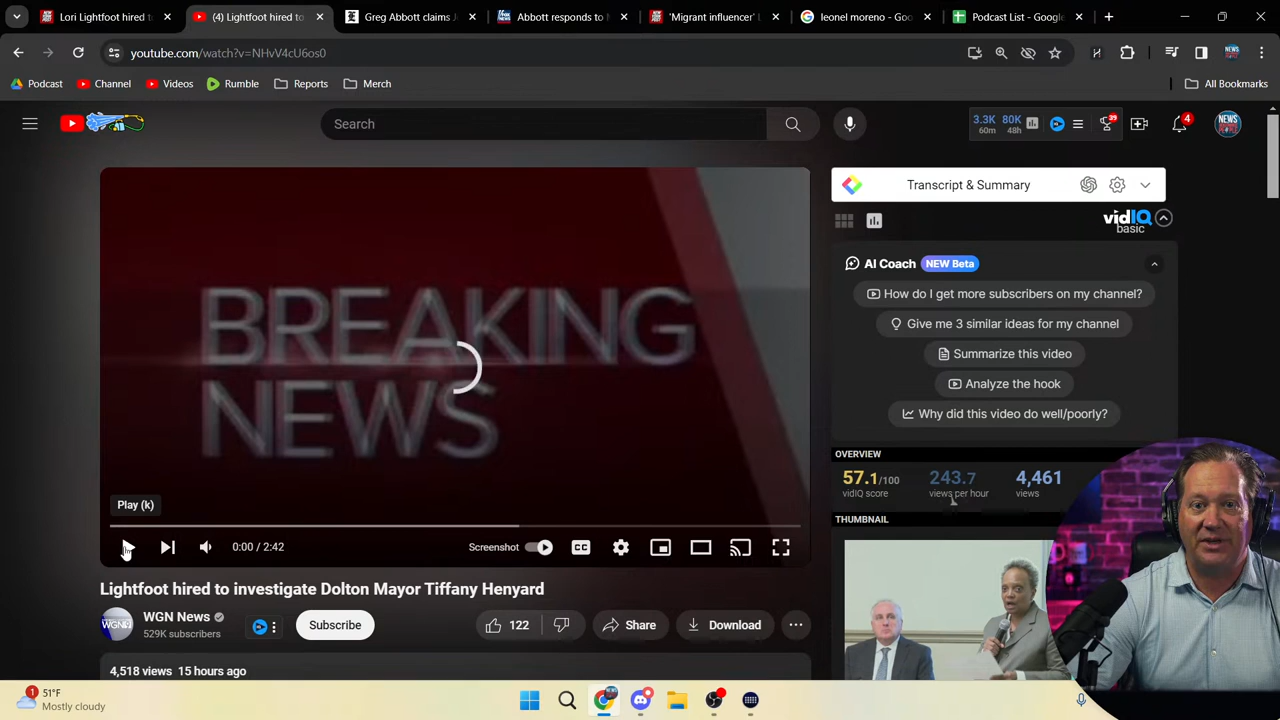 Lori Lightfoot hired to
(4) Lightfoot hired to
Greg Abbott claims J
Abbott responds to M
'Migrant influencer' L
leonel moreno - Goo
Podcast List - Google
youtube.com/watch?v=NHvV4cU6os0
Podcast
Channel
Videos
Rumble
Reports
Merch
All Bookmarks
Search
3.3K 80K
60m 48h
39
4
NEWS
BREAKING
NEWS
Play (k)
0:00 / 2:42
Screenshot
CC
Lightfoot hired to investigate Dolton Mayor Tiffany Henyard
WGN News
529K subscribers
Subscribe
122
Share
Download
4,518 views 15 hours ago
Transcript & Summary
vidIQ
basic
AI Coach NEW Beta
How do I get more subscribers on my channel?
Give me 3 similar ideas for my channel
Summarize this video
Analyze the hook
Why did this video do well/poorly?
OVERVIEW
57.1/100 243.7 4,461
vidIQ score views per hour views
THUMBNAIL
1
51°F
Mostly cloudy